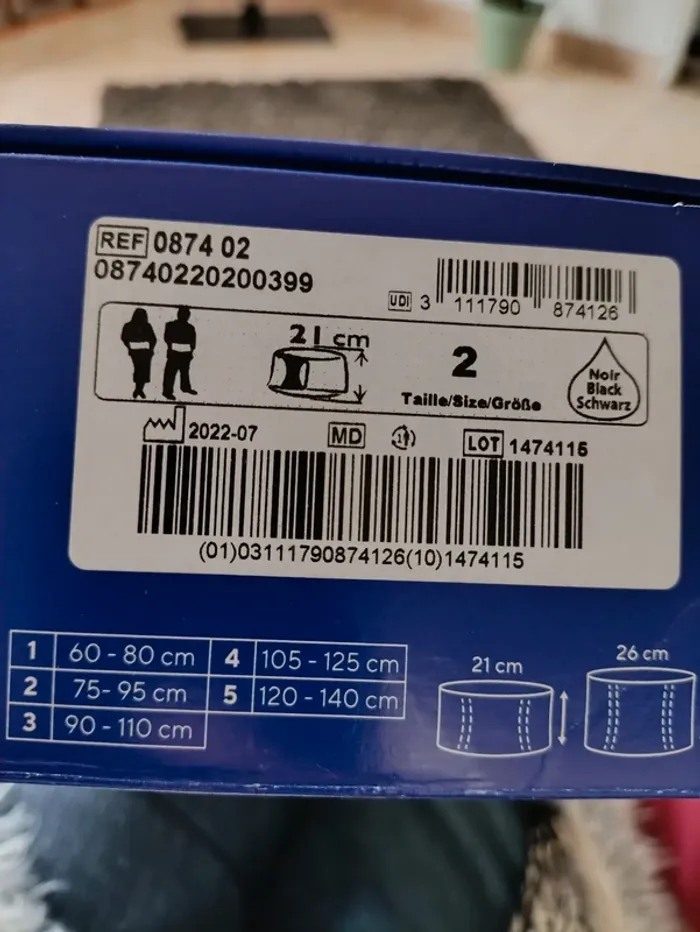 REF 0874 02
08740220200399
UDI 3 111790 874126
21 cm
2
Taille/Size/Größe
Noir
Black
Schwarz
2022-07 MD LOT 1474115
(01)03111790874126(10)1474115
1 60 - 80 cm 4 105 - 125 cm
2 75 - 95 cm 5 120 - 140 cm
3 90 - 110 cm
21 cm
26 cm